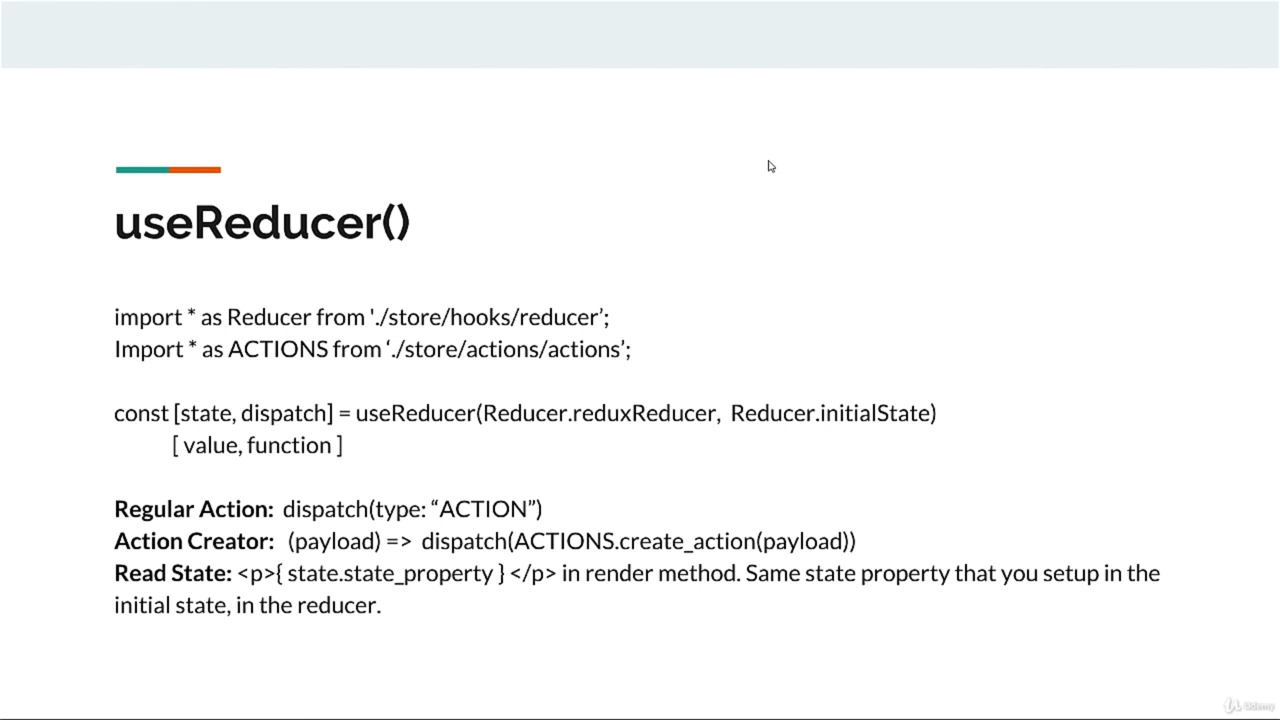 useReducer()
import * as Reducer from './store/hooks/reducer’;
Import * as ACTIONS from ‘./store/actions/actions’;
const [state, dispatch] = useReducer(Reducer.reduxReducer, Reducer.initialState)
[ value, function ]
Regular Action: dispatch(type: “ACTION”)
Action Creator: (payload) => dispatch(ACTIONS.create_action(payload))
Read State: <p>{ state.state_property } </p> in render method. Same state property that you setup in the
initial state, in the reducer.
Udemy